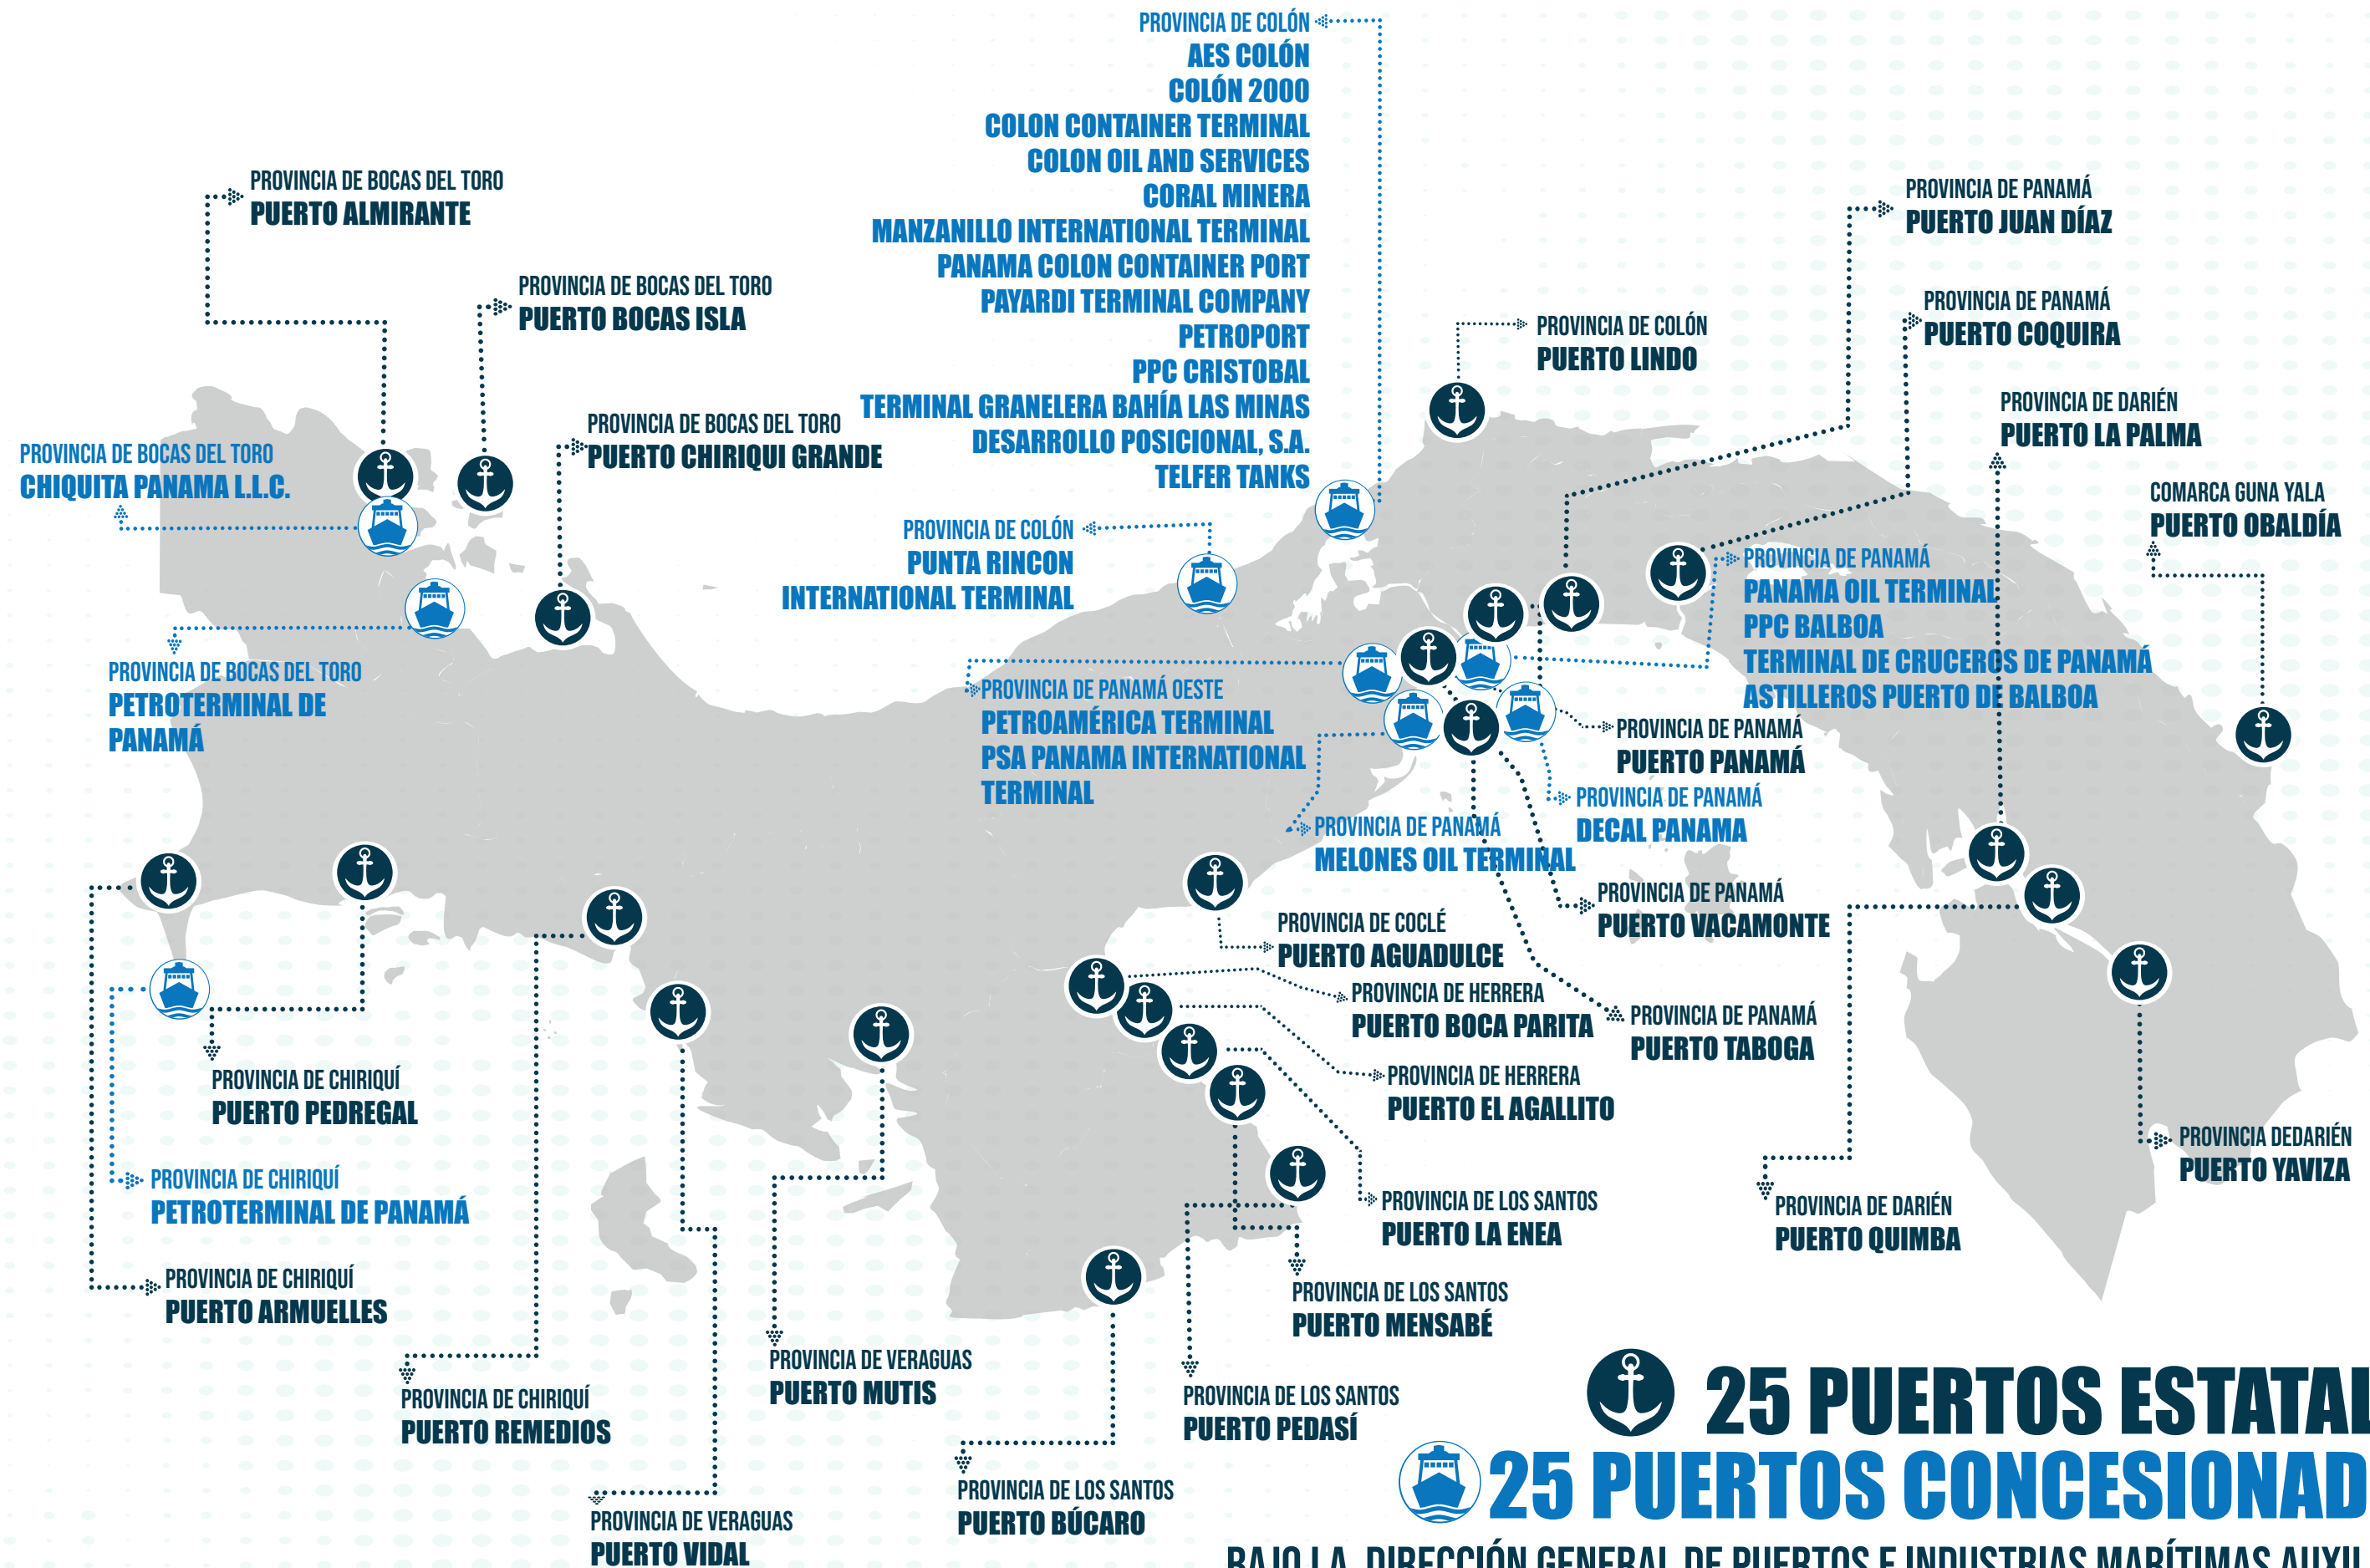 PROVINCIA DE COLÓN
AES COLÓN
COLÓN 2000
COLON CONTAINER TERMINAL
COLON OIL AND SERVICES
CORAL MINERA
MANZANILLO INTERNATIONAL TERMINAL
PANAMA COLON CONTAINER PORT
PAYARDI TERMINAL COMPANY
PETROPORT
PPC CRISTOBAL
TERMINAL GRANELERA BAHÍA LAS MINAS
DESARROLLO POSICIONAL, S.A.
TELFER TANKS
PROVINCIA DE BOCAS DEL TORO
PUERTO ALMIRANTE
PROVINCIA DE BOCAS DEL TORO
PUERTO BOCAS ISLA
PROVINCIA DE BOCAS DEL TORO
PUERTO CHIRIQUI GRANDE
PROVINCIA DE BOCAS DEL TORO
CHIQUITA PANAMA L.L.C.
PROVINCIA DE BOCAS DEL TORO
PETROTERMINAL DE
PANAMÁ
PROVINCIA DE COLÓN
PUNTA RINCON
INTERNATIONAL TERMINAL
PROVINCIA DE COLÓN
PUERTO LINDO
PROVINCIA DE PANAMÁ
PUERTO JUAN DÍAZ
PROVINCIA DE PANAMÁ
PUERTO COQUIRA
PROVINCIA DE DARIÉN
PUERTO LA PALMA
COMARCA GUNA YALA
PUERTO OBALDÍA
PROVINCIA DE PANAMÁ
PANAMA OIL TERMINAL
PPC BALBOA
TERMINAL DE CRUCEROS DE PANAMÁ
ASTILLEROS PUERTO DE BALBOA
PROVINCIA DE PANAMÁ OESTE
PETROAMÉRICA TERMINAL
PSA PANAMA INTERNATIONAL
TERMINAL
PROVINCIA DE PANAMÁ
PUERTO PANAMÁ
PROVINCIA DE PANAMÁ
DECAL PANAMA
PROVINCIA DE PANAMÁ
MELONES OIL TERMINAL
PROVINCIA DE PANAMÁ
PUERTO VACAMONTE
PROVINCIA DE COCLÉ
PUERTO AGUADULCE
PROVINCIA DE HERRERA
PUERTO BOCA PARITA
PROVINCIA DE PANAMÁ
PUERTO TABOGA
PROVINCIA DE HERRERA
PUERTO EL AGALLITO
PROVINCIA DE LOS SANTOS
PUERTO LA ENEA
PROVINCIA DE LOS SANTOS
PUERTO MENSABÉ
PROVINCIA DE LOS SANTOS
PUERTO PEDASÍ
PROVINCIA DE LOS SANTOS
PUERTO BÚCARO
PROVINCIA DEDARIÉN
PUERTO YAVIZA
PROVINCIA DE DARIÉN
PUERTO QUIMBA
PROVINCIA DE CHIRIQUÍ
PUERTO PEDREGAL
PROVINCIA DE CHIRIQUÍ
PETROTERMINAL DE PANAMÁ
PROVINCIA DE CHIRIQUÍ
PUERTO ARMUELLES
PROVINCIA DE CHIRIQUÍ
PUERTO REMEDIOS
PROVINCIA DE VERAGUAS
PUERTO MUTIS
PROVINCIA DE VERAGUAS
PUERTO VIDAL
25 PUERTOS ESTATAL
25 PUERTOS CONCESIONAD
BAJO LA DIRECCIÓN GENERAL DE PUERTOS E INDUSTRIAS MARÍTIMAS AUXIL